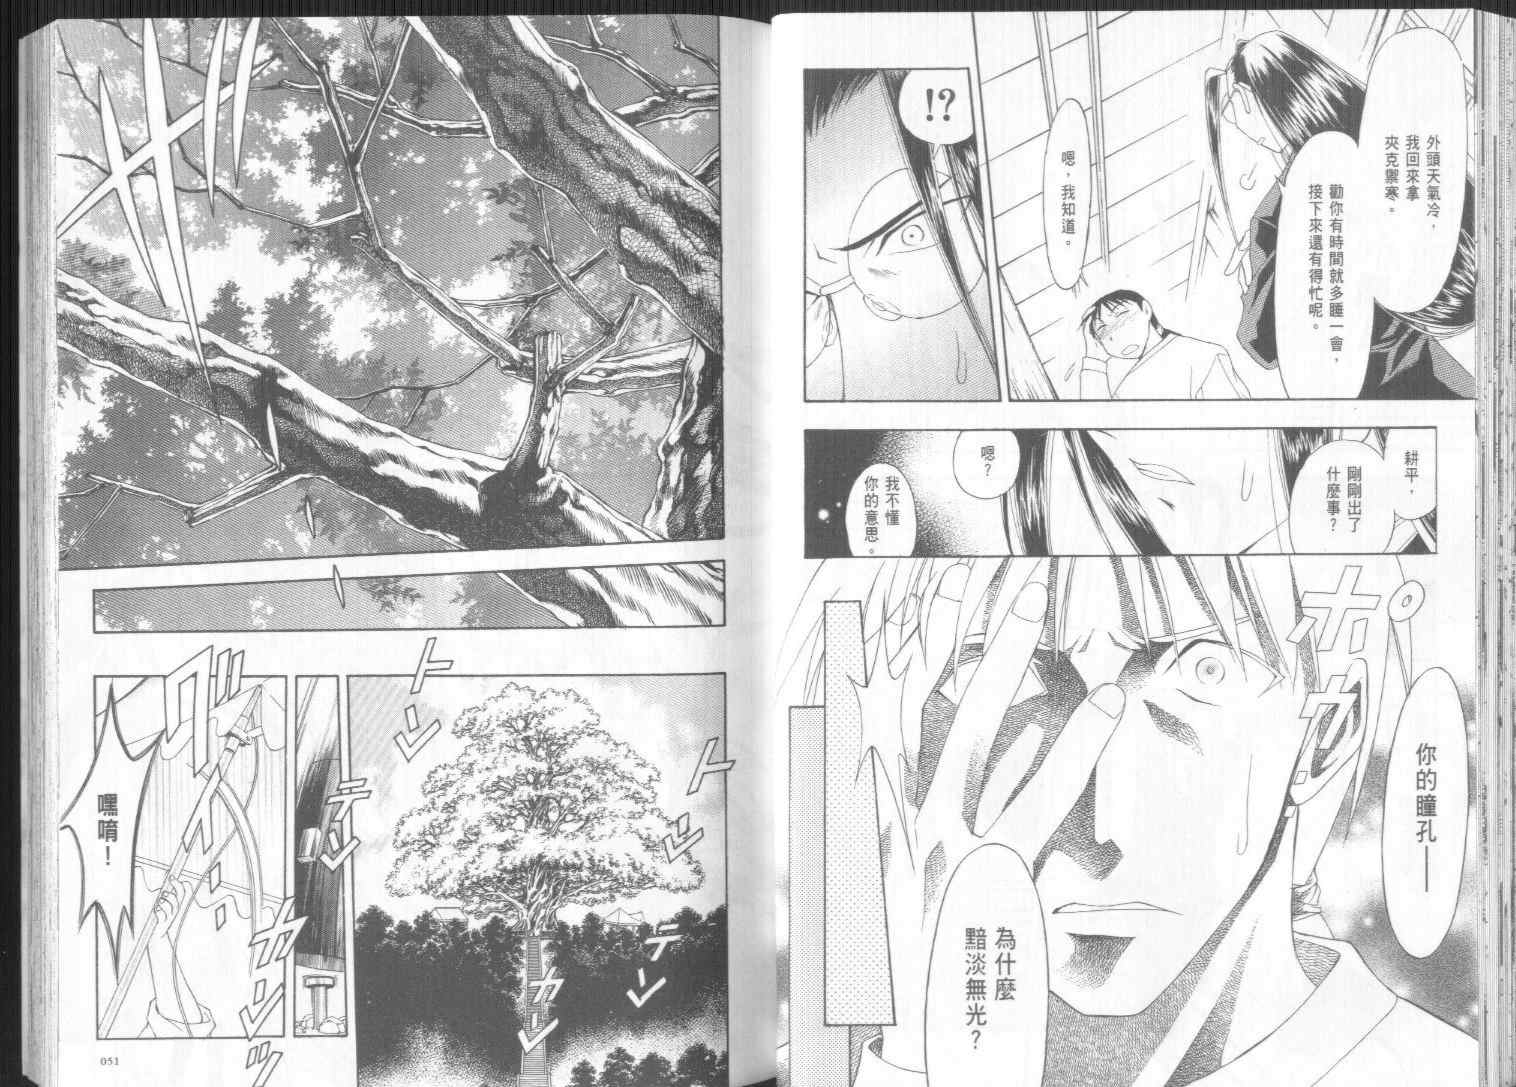 外頭天氣冷，
我回來拿
夾克禦寒。
勸你有時間就多睡一會，
接下來還有得忙呢。
嗯，我知道。
!?
耕平，
剛剛出了
什麼事？
嗯？
我不懂
你的意思。
你的瞳孔——
為什麼
黯淡無光？
嘿唷！
051